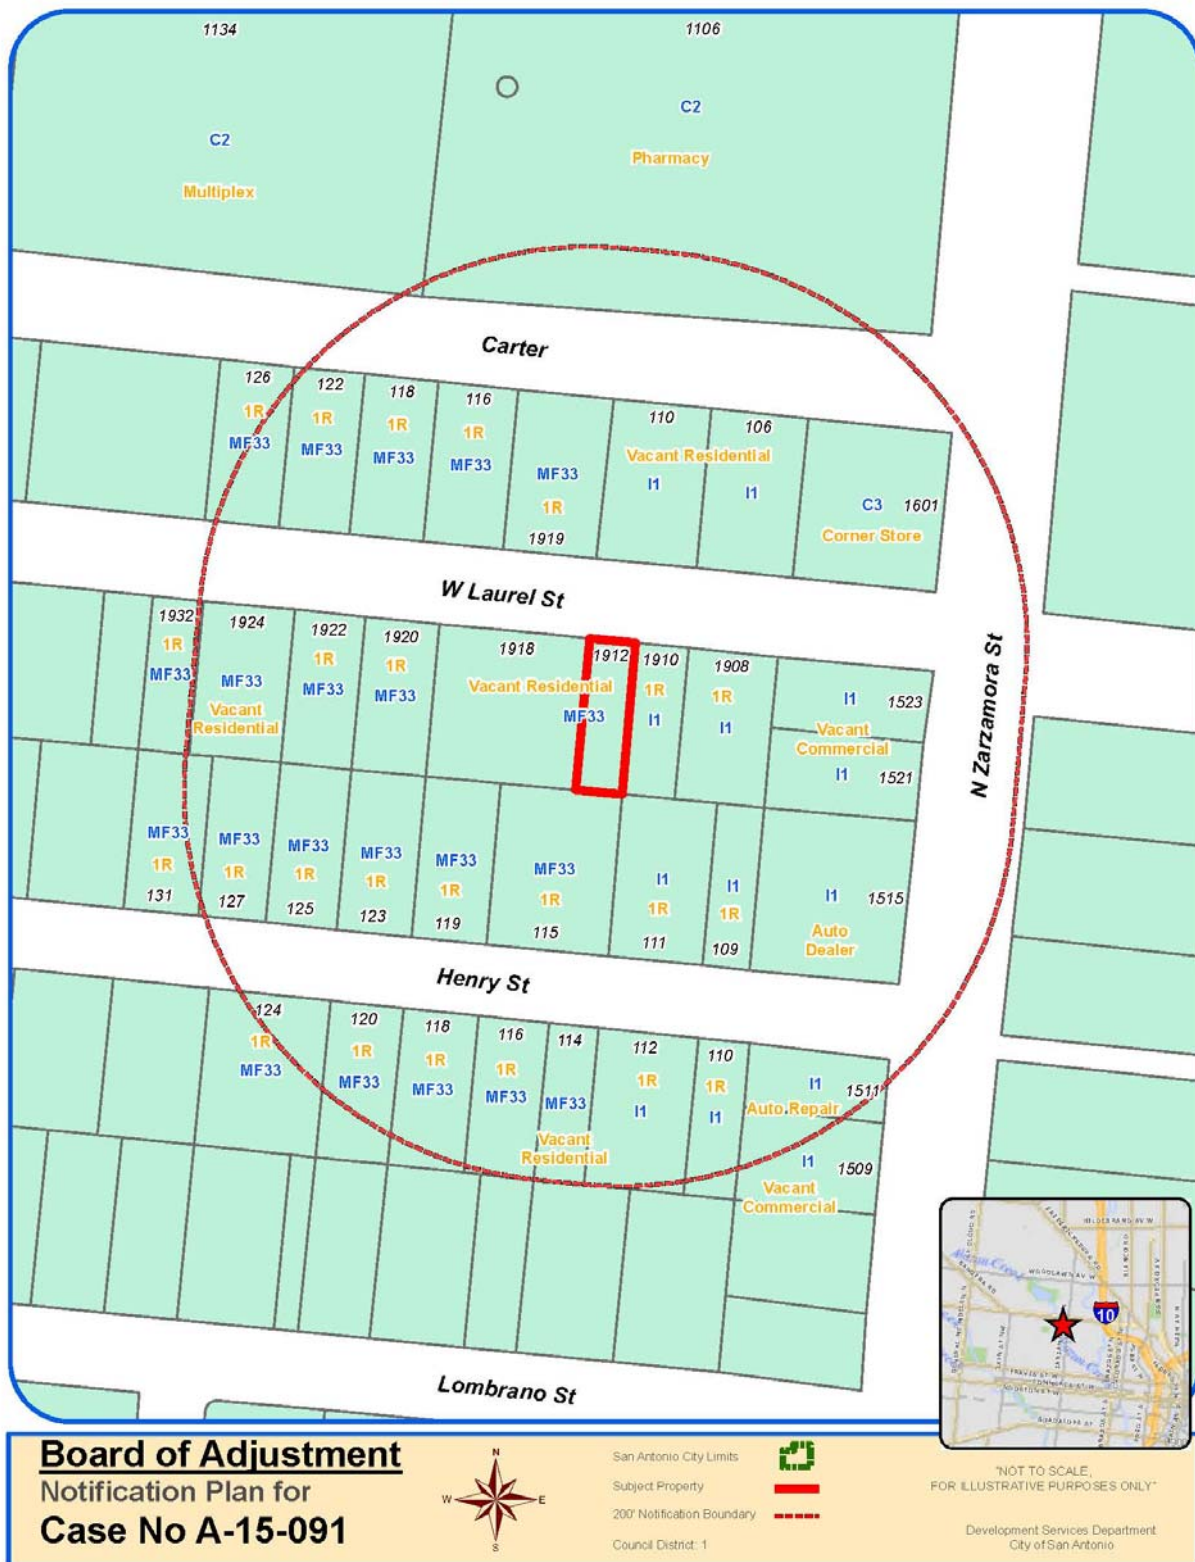 1134
1106
C2
C2
Pharmacy
Multiplex
Carter
126
122
118
116
110
106
1R
1R
1R
1R
MF33
MF33
MF33
MF33
MF33
Vacant Residential
I1
I1
1R
1919
C3
1601
Corner Store
W Laurel St
1932
1924
1922
1920
1918
1912
1910
1908
1R
1R
1R
1R
1R
MF33
MF33
MF33
MF33
Vacant
Residential
Vacant Residential
MF33
I1
I1
I1
1523
Vacant
Commercial
I1
1521
N Zarzamora St
MF33
MF33
MF33
MF33
MF33
MF33
I1
I1
I1
1515
1R
1R
1R
1R
1R
1R
1R
1R
Auto
Dealer
131
127
125
123
119
115
111
109
Henry St
124
120
118
116
114
112
110
1R
1R
1R
1R
1R
1R
MF33
MF33
MF33
MF33
MF33
I1
I1
I1
1511
Auto Repair
Vacant
Residential
I1
1509
Vacant
Commercial
Lombrano St
HILDEBRAND AV W
WOODLAWN AV W
10
Board of Adjustment
Notification Plan for
Case No A-15-091
N
W
E
S
San Antonio City Limits
Subject Property
200' Notification Boundary
Council District: 1
"NOT TO SCALE,
FOR ILLUSTRATIVE PURPOSES ONLY"
Development Services Department
City of San Antonio